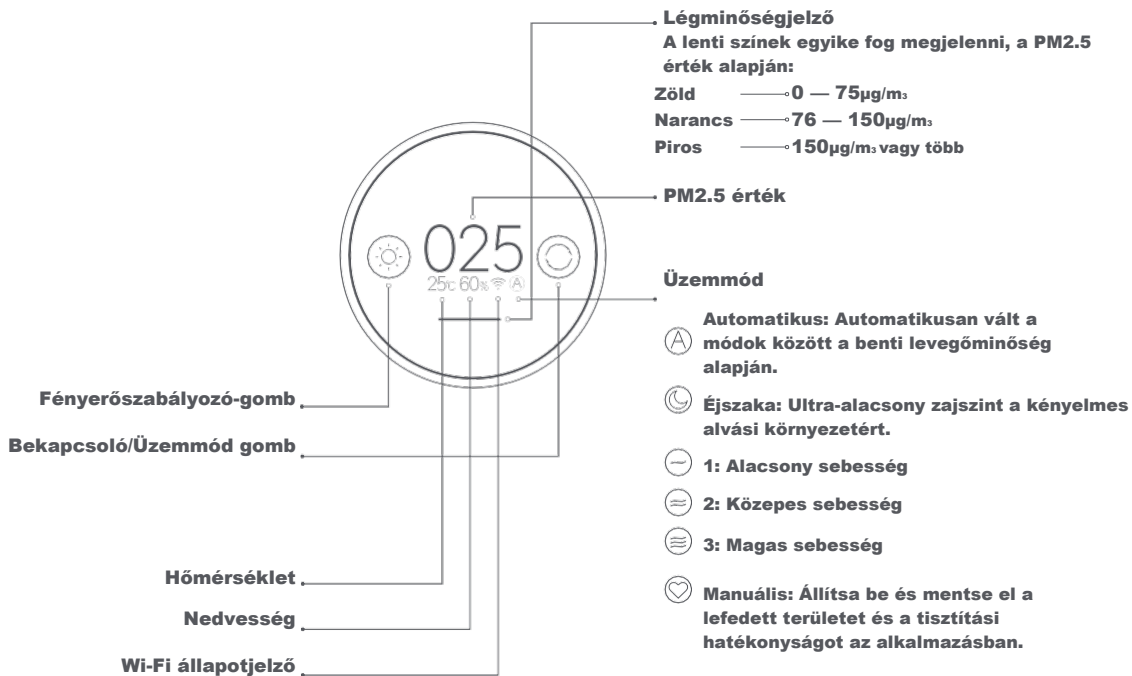 Légminőségjelző
A lenti színek egyike fog megjelenni, a PM2.5
érték alapján:
Zöld 0 — 75µg/m₃
Narancs 76 — 150µg/m₃
Piros 150µg/m₃ vagy több
PM2.5 érték
025
25℃ 60% A
Üzemmód
A
Automatikus: Automatikusan vált a
módok között a benti levegőminőség
alapján.
Éjszaka: Ultra-alacsony zajszint a kényelmes
alvási környezetért.
1: Alacsony sebesség
2: Közepes sebesség
3: Magas sebesség
Manuális: Állítsa be és mentse el a
lefedett területet és a tisztítási
hatékonyságot az alkalmazásban.
Fényerőszabályozó-gomb
Bekapcsoló/Üzemmód gomb
Hőmérséklet
Nedvesség
Wi-Fi állapotjelző